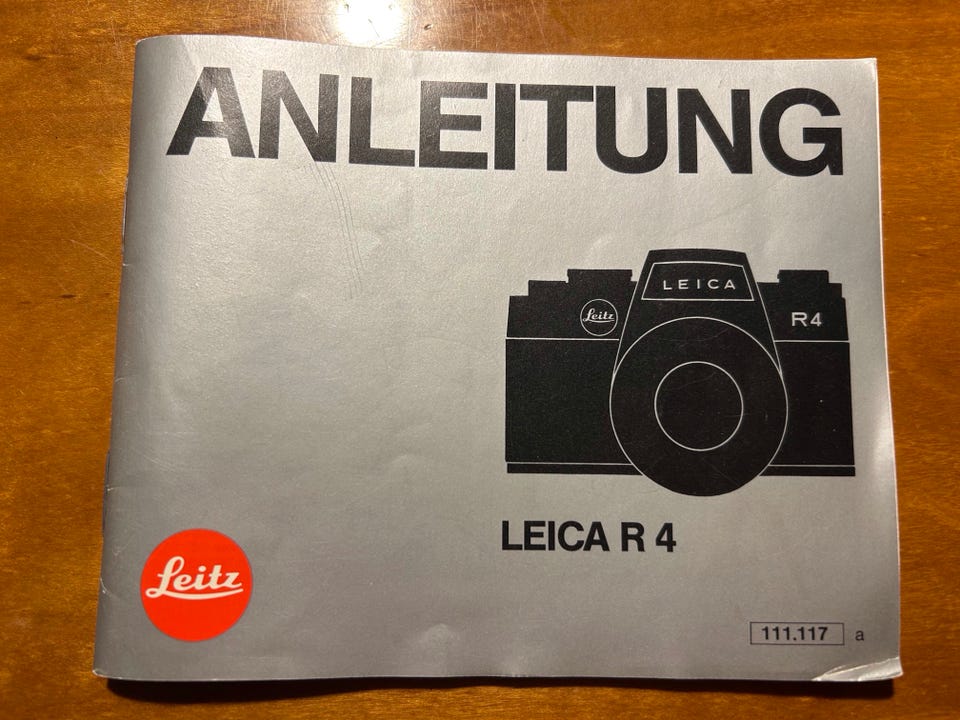 ANLEITUNG
LEICA
Leitz
R4
LEICA R 4
Leitz
111.117 a